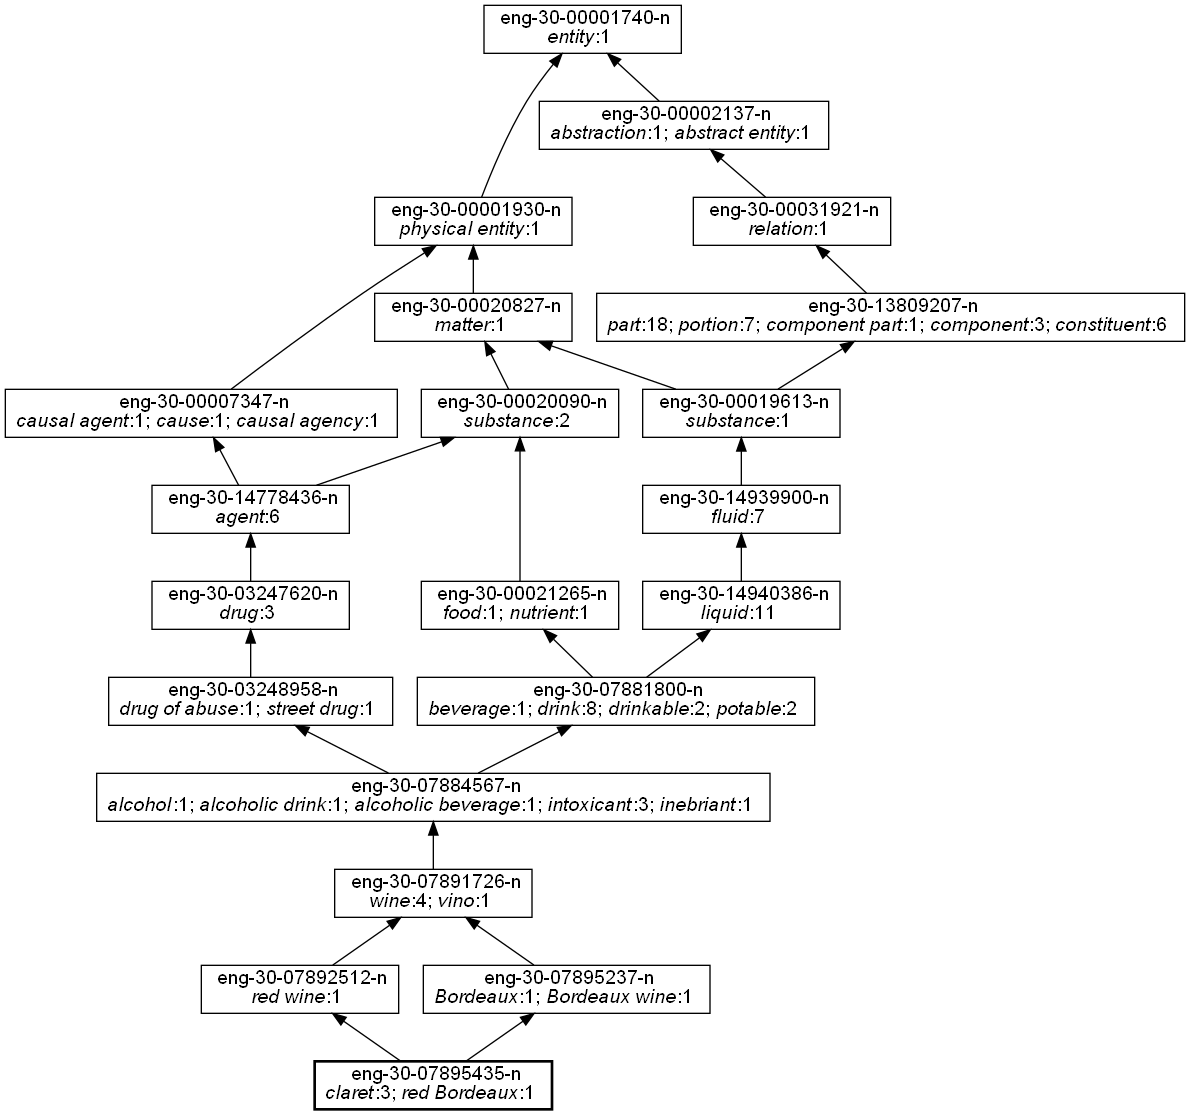 eng-30-00001740-n
entity:1
eng-30-00002137-n
abstraction:1; abstract entity:1
eng-30-00001930-n
physical entity:1
eng-30-00031921-n
relation:1
eng-30-00020827-n
matter:1
eng-30-13809207-n
part:18; portion:7; component part:1; component:3; constituent:6
eng-30-00007347-n
causal agent:1; cause:1; causal agency:1
eng-30-00020090-n
substance:2
eng-30-00019613-n
substance:1
eng-30-14778436-n
agent:6
eng-30-14939900-n
fluid:7
eng-30-03247620-n
drug:3
eng-30-00021265-n
food:1; nutrient:1
eng-30-14940386-n
liquid:11
eng-30-03248958-n
drug of abuse:1; street drug:1
eng-30-07881800-n
beverage:1; drink:8; drinkable:2; potable:2
eng-30-07884567-n
alcohol:1; alcoholic drink:1; alcoholic beverage:1; intoxicant:3; inebriant:1
eng-30-07891726-n
wine:4; vino:1
eng-30-07892512-n
red wine:1
eng-30-07895237-n
Bordeaux:1; Bordeaux wine:1
eng-30-07895435-n
claret:3; red Bordeaux:1